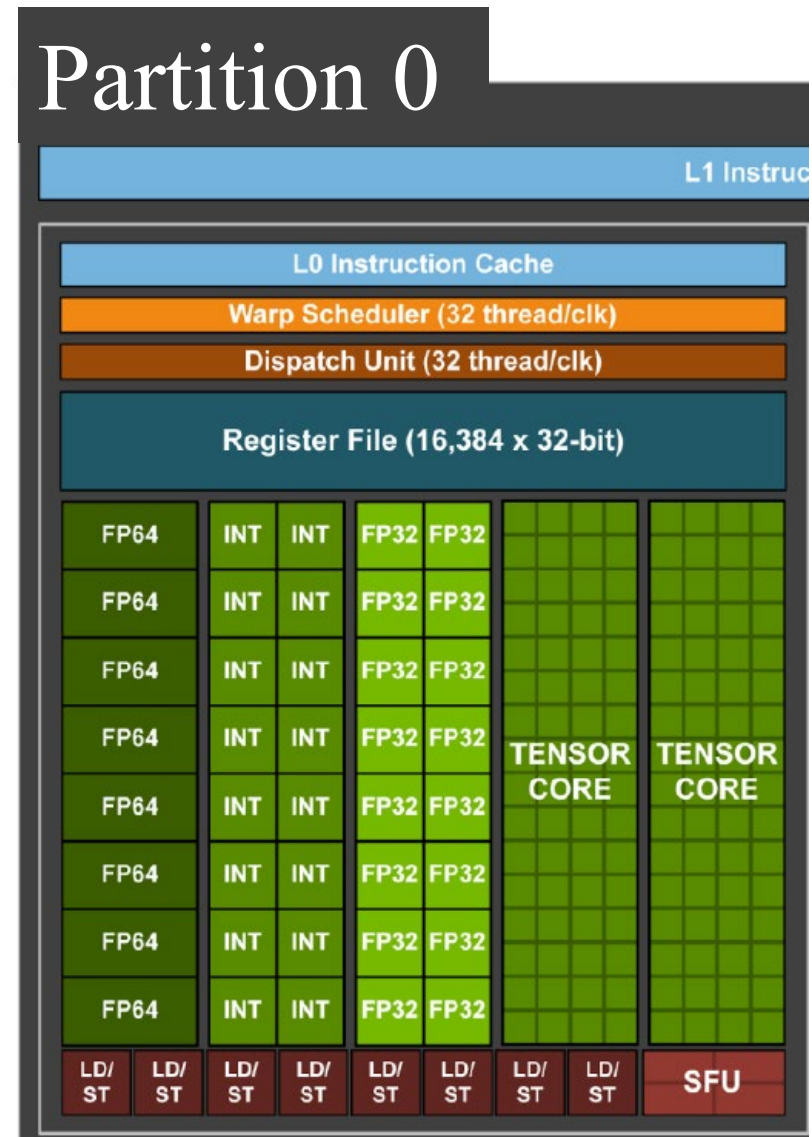 Partition 0
L1 Instruc
L0 Instruction Cache
Warp Scheduler (32 thread/clk)
Dispatch Unit (32 thread/clk)
Register File (16,384 x 32-bit)
FP64 INT INT FP32 FP32
FP64 INT INT FP32 FP32
FP64 INT INT FP32 FP32
FP64 INT INT FP32 FP32
TENSOR CORE TENSOR CORE
FP64 INT INT FP32 FP32
FP64 INT INT FP32 FP32
FP64 INT INT FP32 FP32
FP64 INT INT FP32 FP32
LD/ LD/ LD/ LD/ LD/ LD/ LD/ LD/ SFU
ST ST ST ST ST ST ST ST